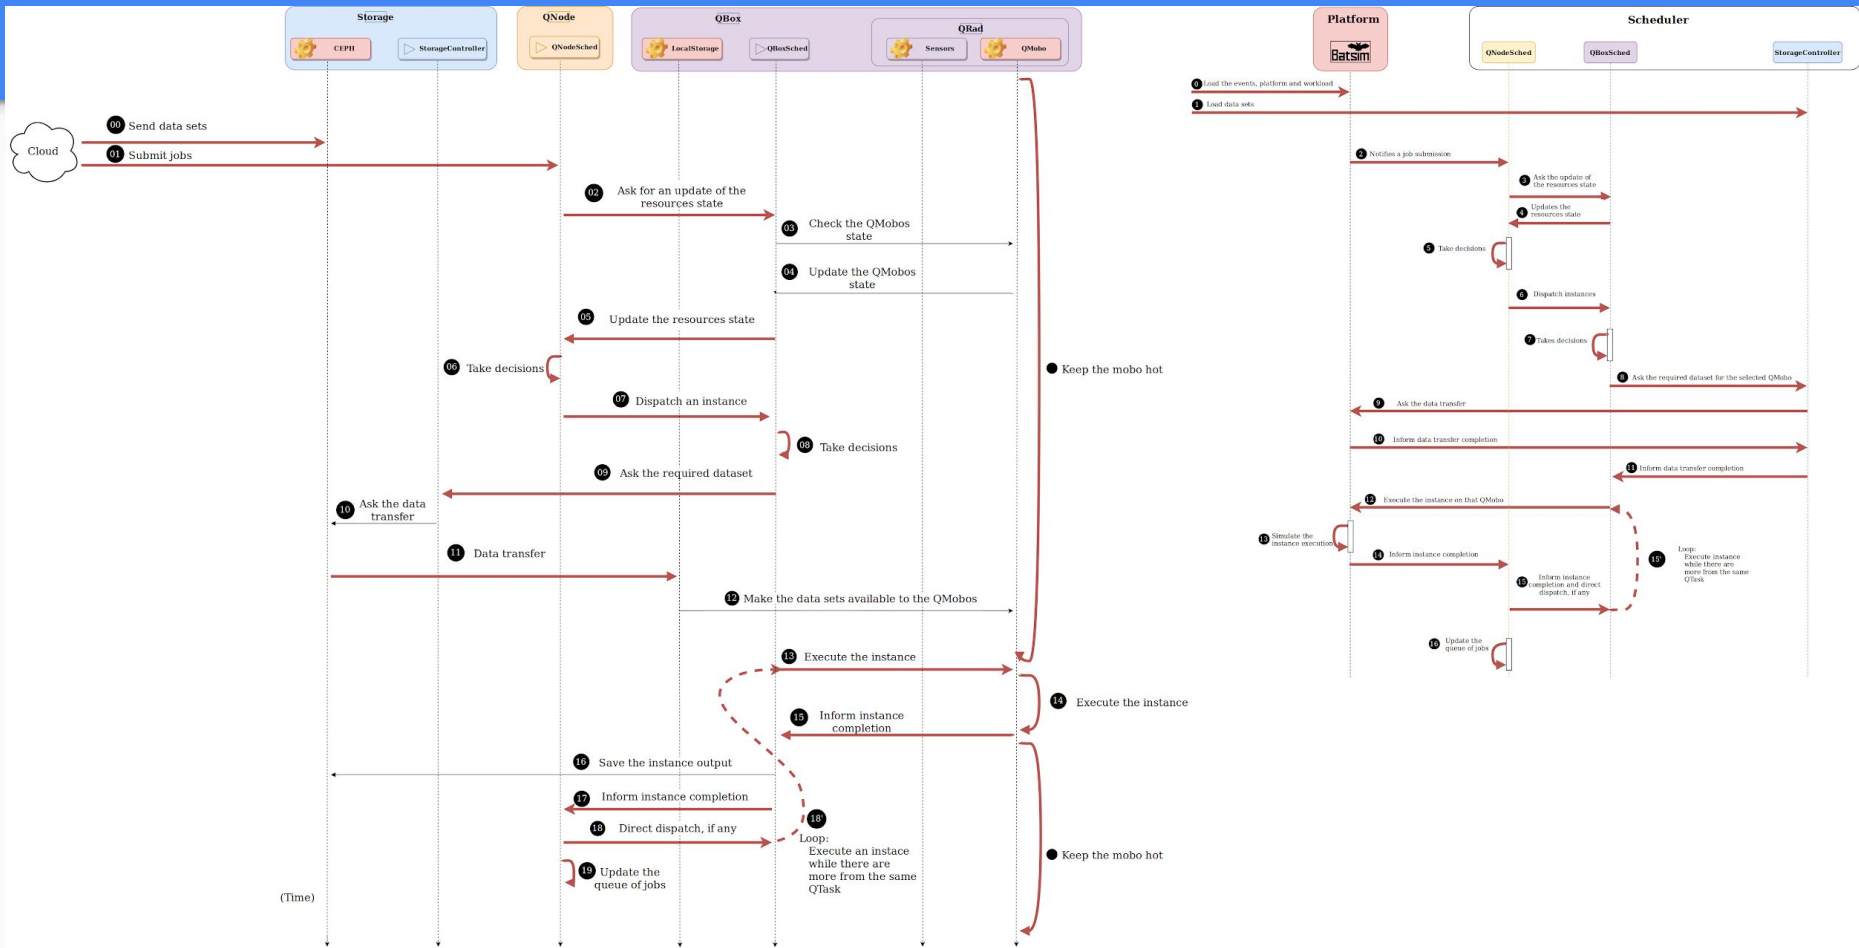 Storage
CEPH
StorageController
QNode
QNodeSched
QBox
LocalStorage
QBoxSched
QRad
Sensors
QMobo
Cloud
00 Send data sets
01 Submit jobs
02 Ask for an update of the
resources state
03 Check the QMobos
state
04 Update the QMobos
state
05 Update the resources state
06 Take decisions
Keep the mobo hot
07 Dispatch an instance
08 Take decisions
09 Ask the required dataset
10 Ask the data
transfer
11 Data transfer
12 Make the data sets available to the QMobos
13 Execute the instance
14 Execute the instance
15 Inform instance
completion
16 Save the instance output
17 Inform instance completion
18 Direct dispatch, if any
18'
Loop:
Execute an instace
while there are
more from the same
QTask
Keep the mobo hot
19 Update the
queue of jobs
(Time)
Platform
Batsim
Scheduler
QNodeSched
QBoxSched
StorageController
0 Load the events, platform and workload
1 Load data sets
2 Notifies a job submission
3 Ask the update of
the resources state
4 Updates the
resources state
5 Take decisions
6 Dispatch instances
7 Takes decisions
8 Ask the required dataset for the selected QMobo
9 Ask the data transfer
10 Inform data transfer completion
11 Inform data transfer completion
12 Execute the instance on that QMobo
13 Simulate the
instance execution
14 Inform instance completion
15 Inform instance
completion and direct
dispatch, if any
15'
Loop:
Execute instance
while there are
more from the same
QTask
16 Update the
queue of jobs